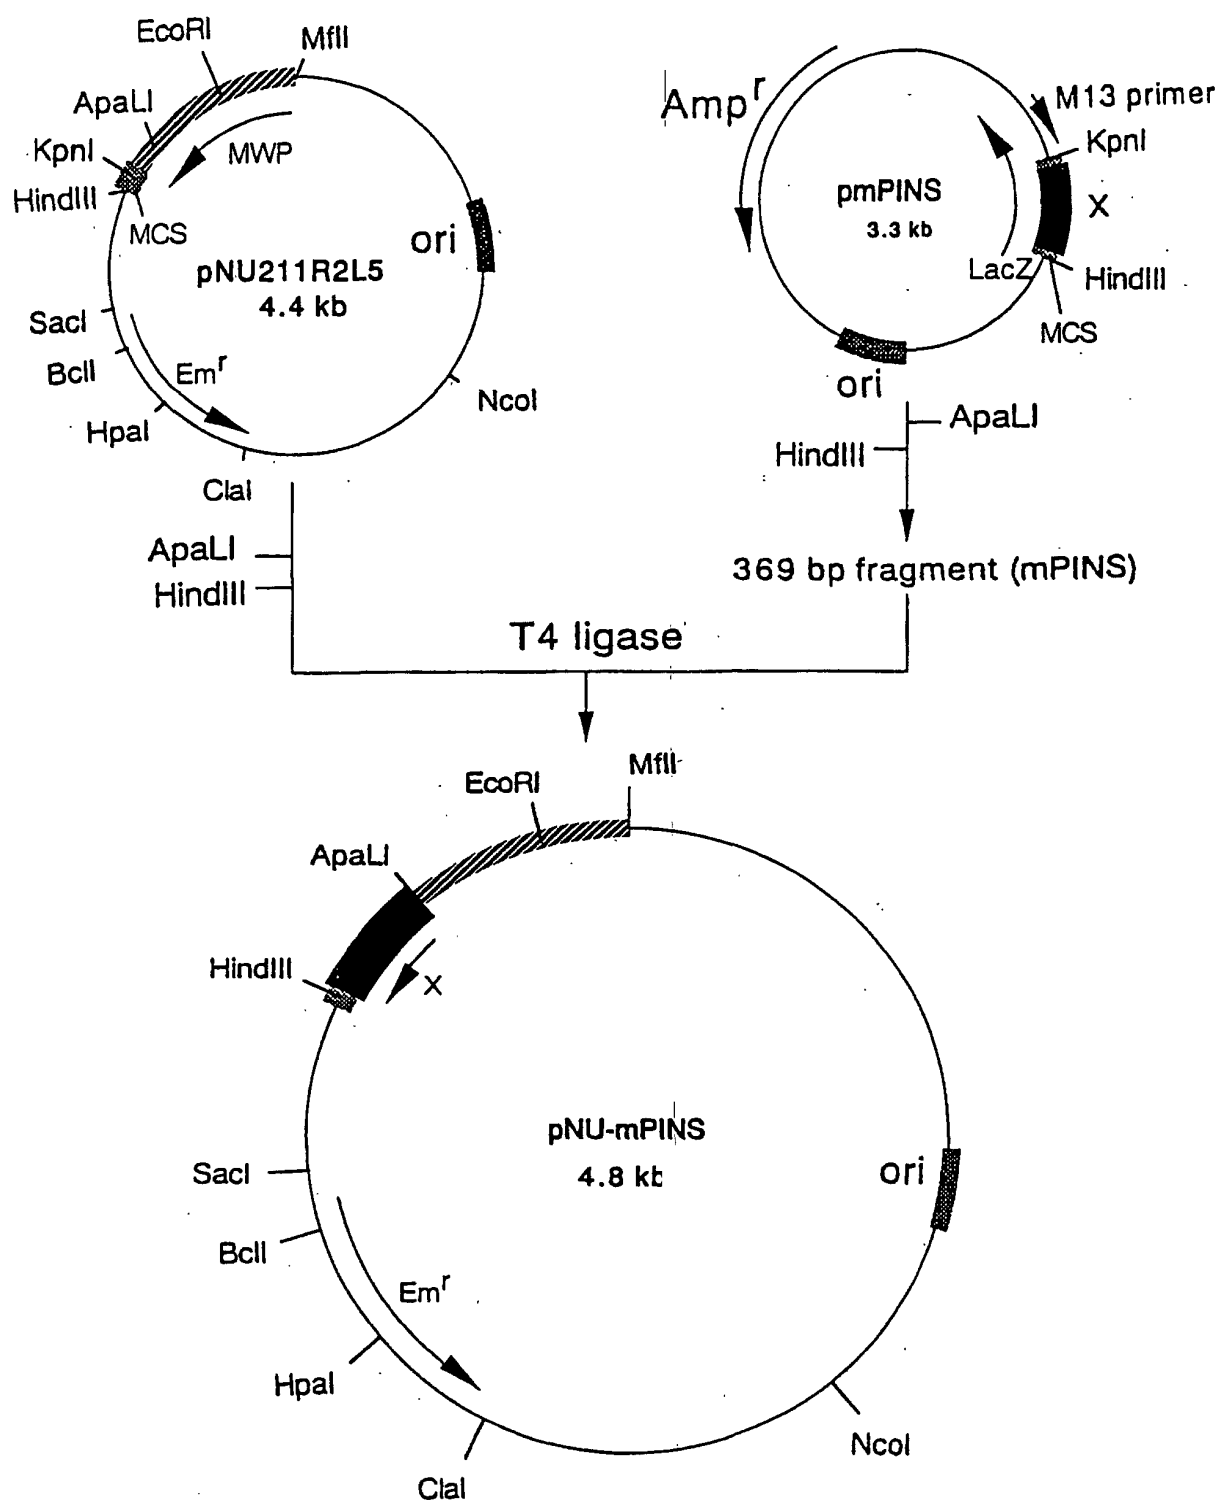 EcoRI
MflI
ApaLI
KpnI
HindIII
MWP
MCS
ori
pNU211R2L5
4.4 kb
SacI
BclI
Em^r
HpaI
NcoI
ClaI
Amp^r
M13 primer
KpnI
pmPINS
3.3 kb
X
LacZ
HindIII
MCS
ori
ApaLI
HindIII
ApaLI
HindIII
369 bp fragment (mPINS)
T4 ligase
MflI
EcoRI
ApaLI
HindIII
X
pNU-mPINS
4.8 kb
ori
SacI
BclI
Em^r
HpaI
NcoI
ClaI